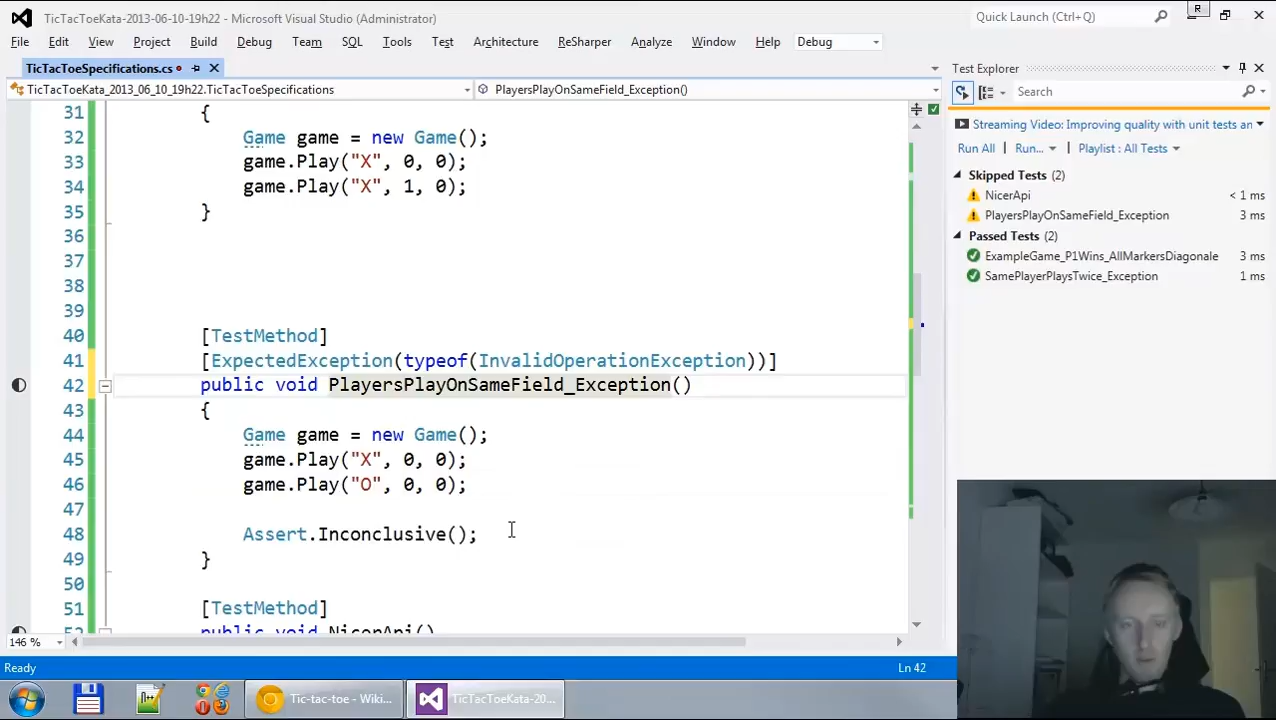 TicTacToeKata-2013-06-10-19h22 - Microsoft Visual Studio (Administrator)
Quick Launch (Ctrl+Q)
R
File Edit View Project Build Debug Team SQL Tools Test Architecture ReSharper Analyze Window Help Debug
TicTacToeSpecifications.cs
TicTacToeKata_2013_06_10_19h22.TicTacToeSpecifications
PlayersPlayOnSameField_Exception()
31 {
32 Game game = new Game();
33 game.Play("X", 0, 0);
34 game.Play("X", 1, 0);
35 }
36
37
38
39
40 [TestMethod]
41 [ExpectedException(typeof(InvalidOperationException))]
42 public void PlayersPlayOnSameField_Exception()
43 {
44 Game game = new Game();
45 game.Play("X", 0, 0);
46 game.Play("O", 0, 0);
47
48 Assert.Inconclusive();
49 }
50
51 [TestMethod]
52 public void NicerApi()
146 %
Ready
Ln 42
Test Explorer
Search
Streaming Video: Improving quality with unit tests an
Run All Run... Playlist : All Tests
Skipped Tests (2)
NicerApi < 1 ms
PlayersPlayOnSameField_Exception 3 ms
Passed Tests (2)
ExampleGame_P1Wins_AllMarkersDiagonale 3 ms
SamePlayerPlaysTwice_Exception 1 ms
Tic-tac-toe - Wiki...
TicTacToeKata-20...